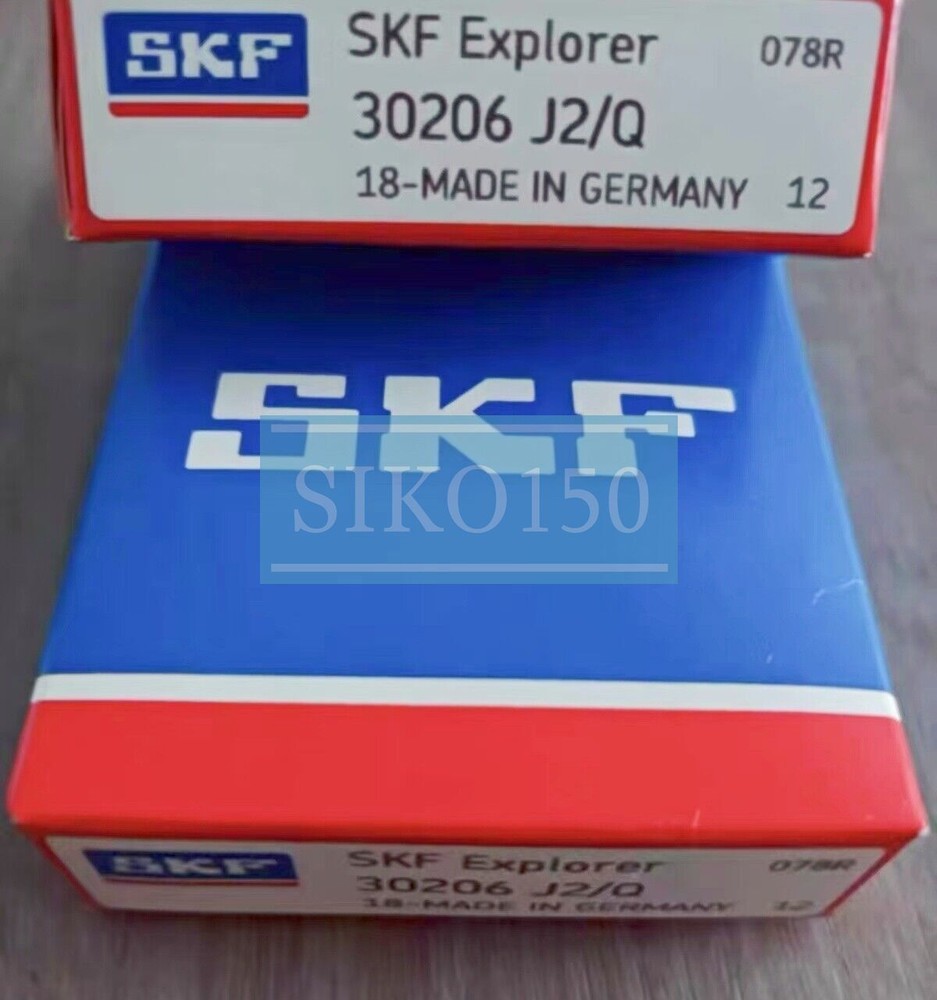 SKF
SKF Explorer 078R
30206 J2/Q
18-MADE IN GERMANY 12
SKF
SIKO150
SKF
SKF Explorer 078R
30206 J2/Q
18-MADE IN GERMANY 12